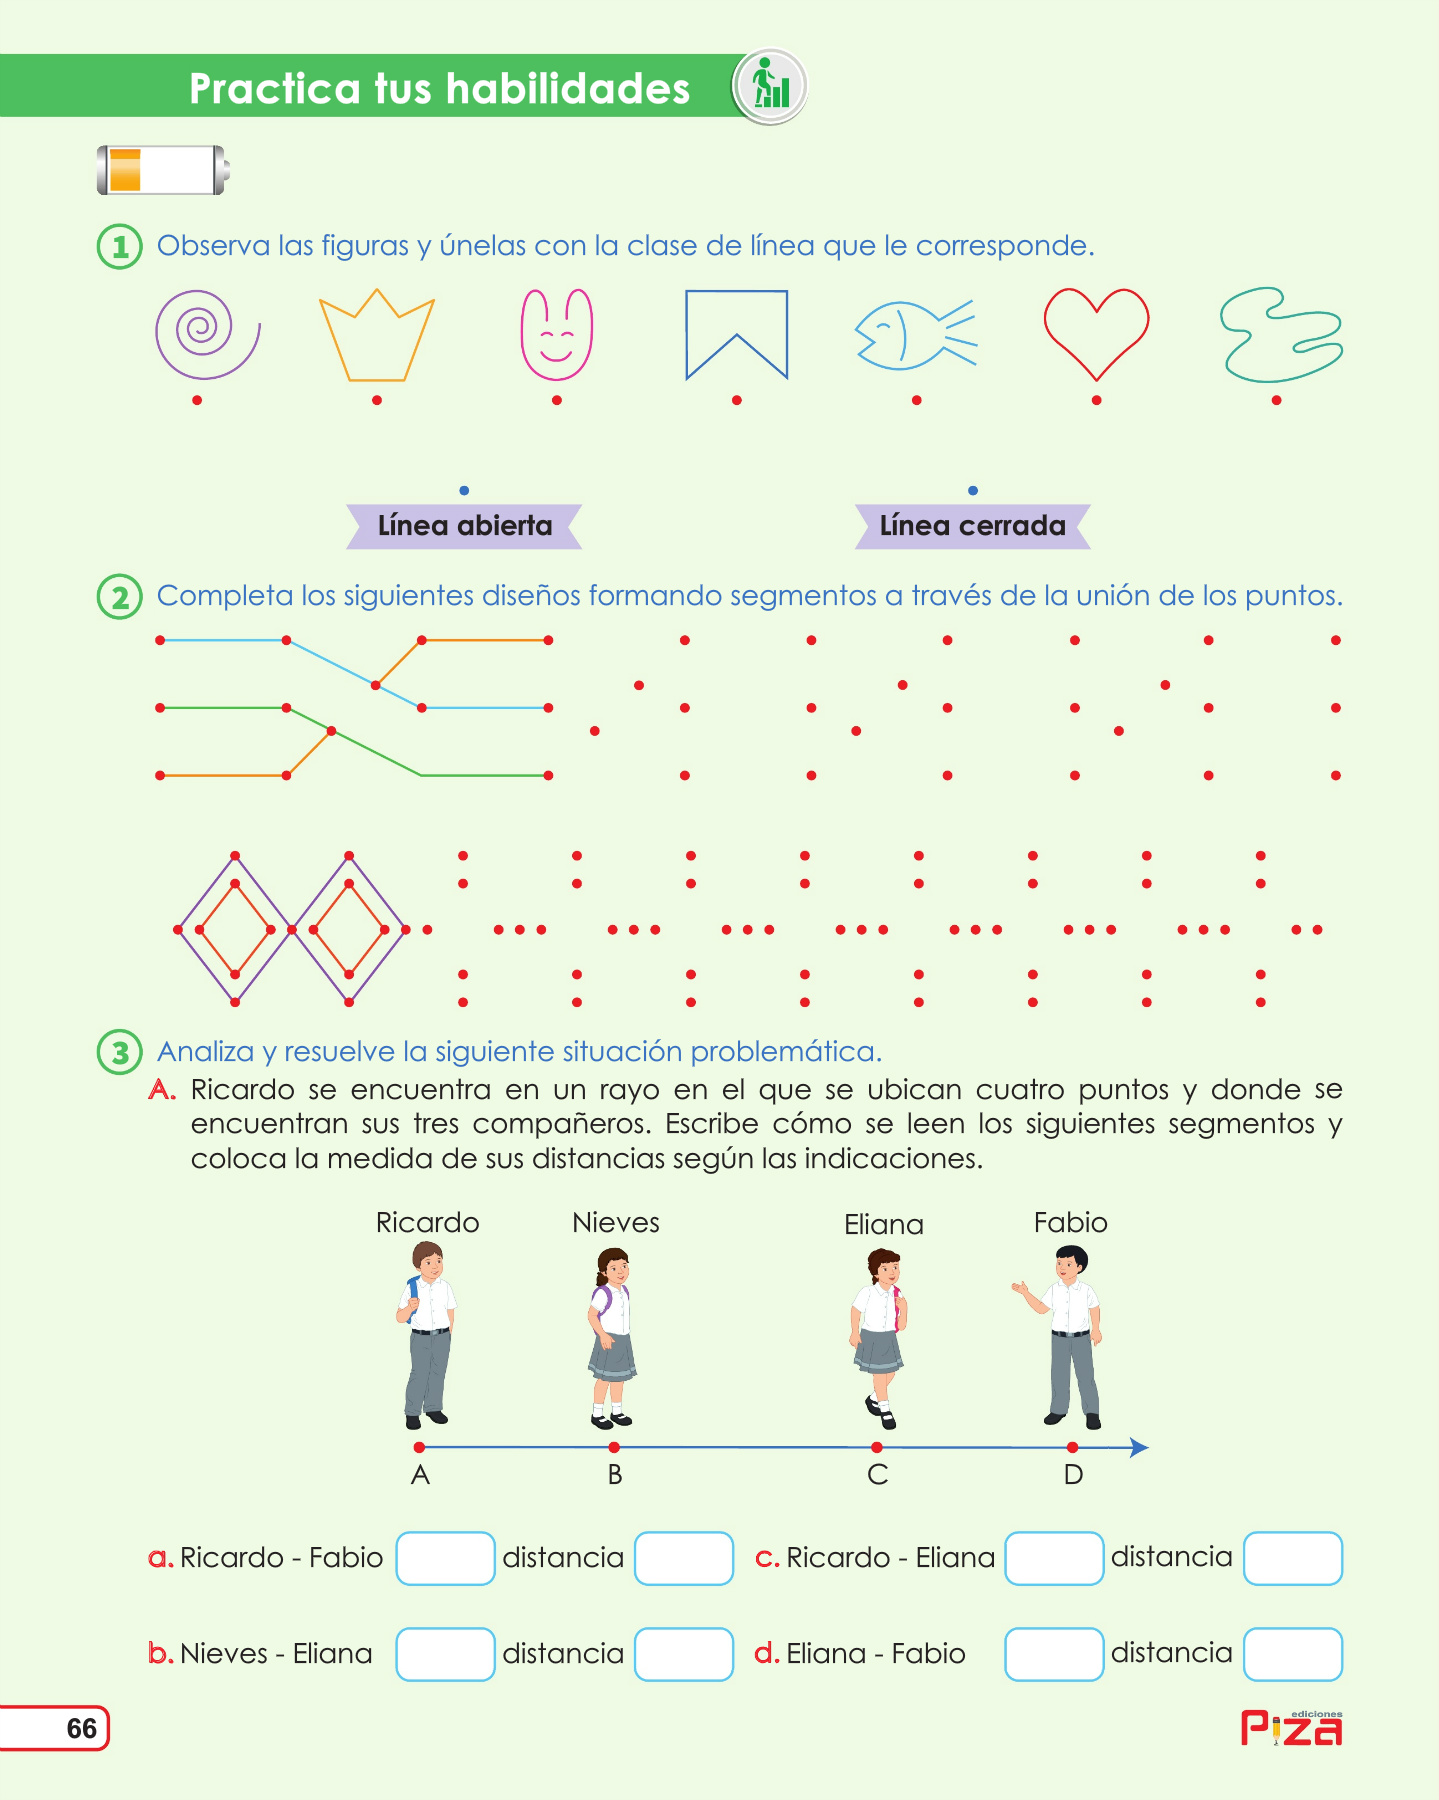 Practica tus habilidades
1 Observa las figuras y únelas con la clase de línea que le corresponde.
Línea abierta
Línea cerrada
2 Completa los siguientes diseños formando segmentos a través de la unión de los puntos.
3 Analiza y resuelve la siguiente situación problemática.
A. Ricardo se encuentra en un rayo en el que se ubican cuatro puntos y donde se
encuentran sus tres compañeros. Escribe cómo se leen los siguientes segmentos y
coloca la medida de sus distancias según las indicaciones.
Ricardo Nieves Eliana Fabio
A B C D
a. Ricardo - Fabio distancia c. Ricardo - Eliana distancia
b. Nieves - Eliana distancia d. Eliana - Fabio distancia
66
ediciones
Piza